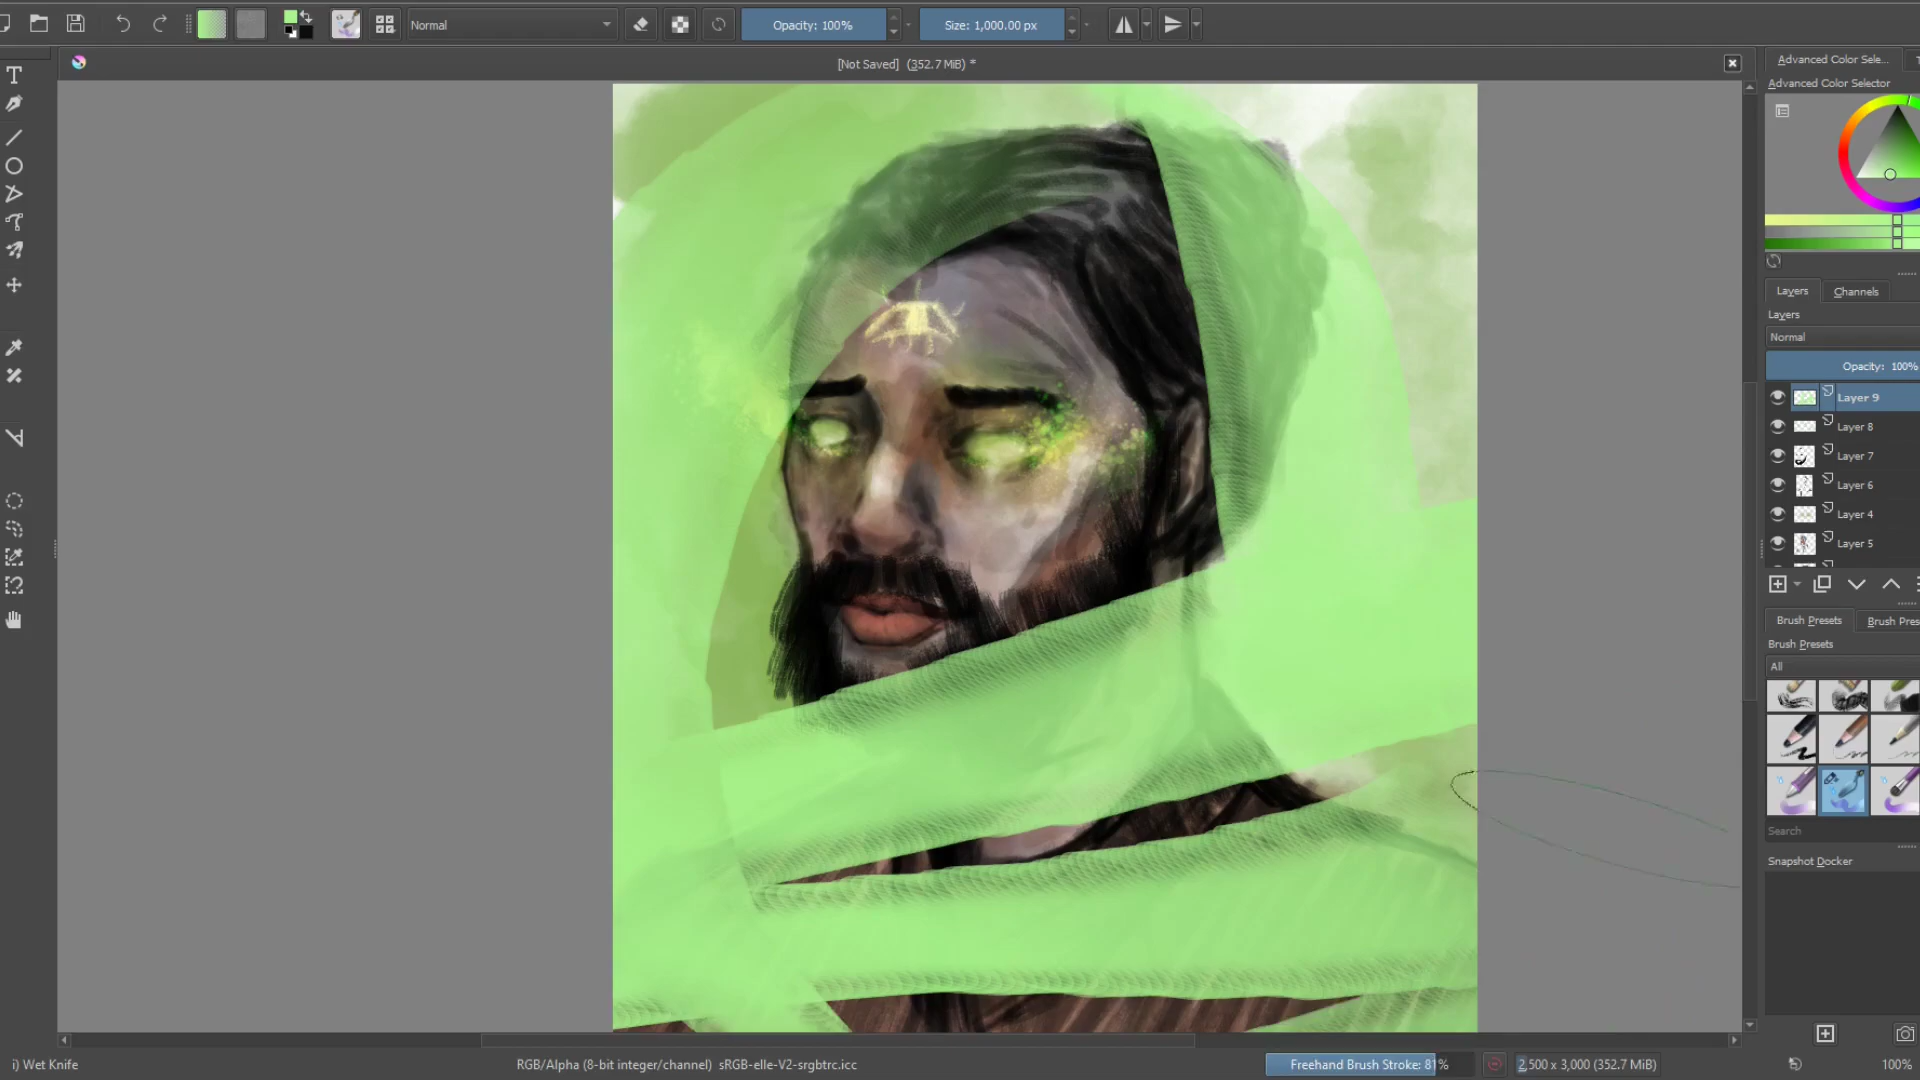 Normal
Opacity: 100%
Size: 1,000.00 px
[Not Saved] (352.7 MiB) *
Advanced Color Sele...
Advanced Color Selector
Layers
Channels
Layers
Normal
Opacity: 100%
Layer 9
Layer 8
Layer 7
Layer 6
Layer 4
Layer 5
Brush Presets
Brush Pres
Brush Presets
All
Search
Snapshot Docker
i) Wet Knife
RGB/Alpha (8-bit integer/channel) sRGB-elle-V2-srgbtrc.icc
Freehand Brush Stroke: 81%
2,500 x 3,000 (352.7 MiB)
100%